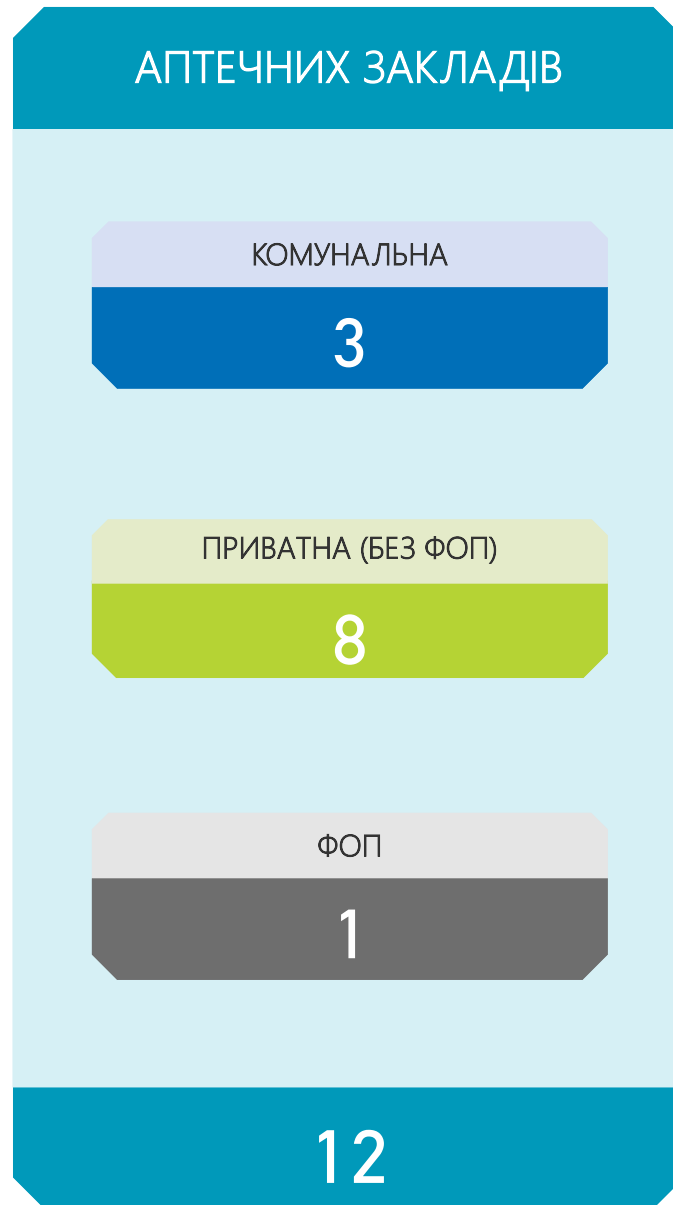 АПТЕЧНИХ ЗАКЛАДІВ
КОМУНАЛЬНА
3
ПРИВАТНА (БЕЗ ФОП)
8
ФОП
1
12